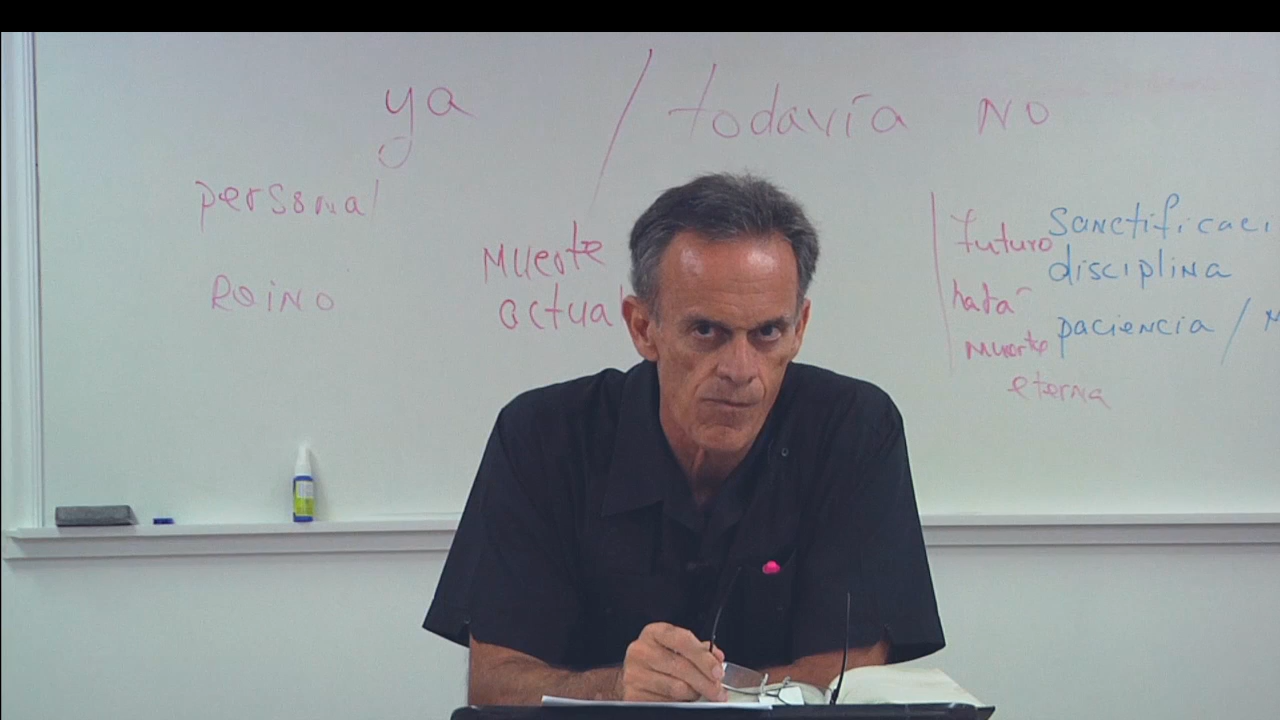 ya / todavía NO
personal
Reino
Muerte
actual
futuro
hata
Muerte
eterna
Sanctificaci
disciplina
paciencia /